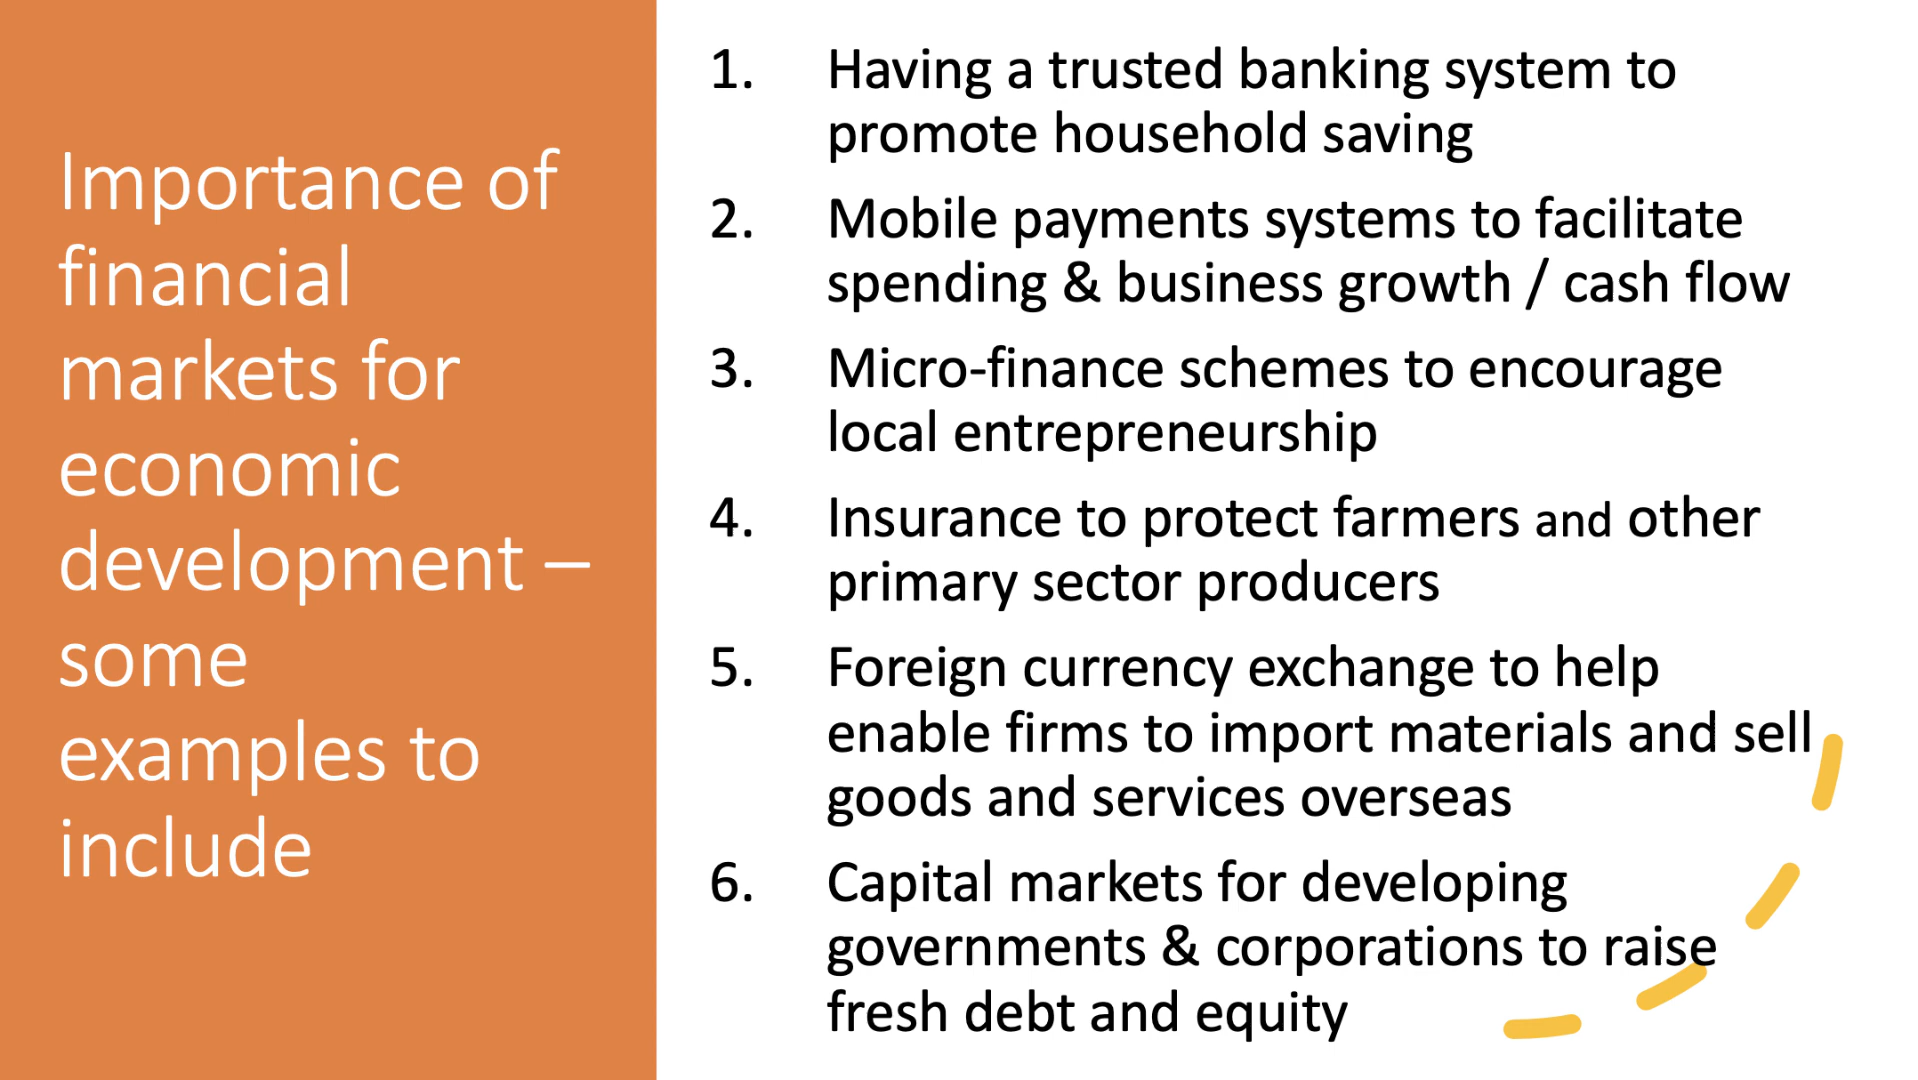 Importance of
financial
markets for
economic
development –
some
examples to
include
1. Having a trusted banking system to
promote household saving
2. Mobile payments systems to facilitate
spending & business growth / cash flow
3. Micro-finance schemes to encourage
local entrepreneurship
4. Insurance to protect farmers and other
primary sector producers
5. Foreign currency exchange to help
enable firms to import materials and sell
goods and services overseas
6. Capital markets for developing
governments & corporations to raise
fresh debt and equity